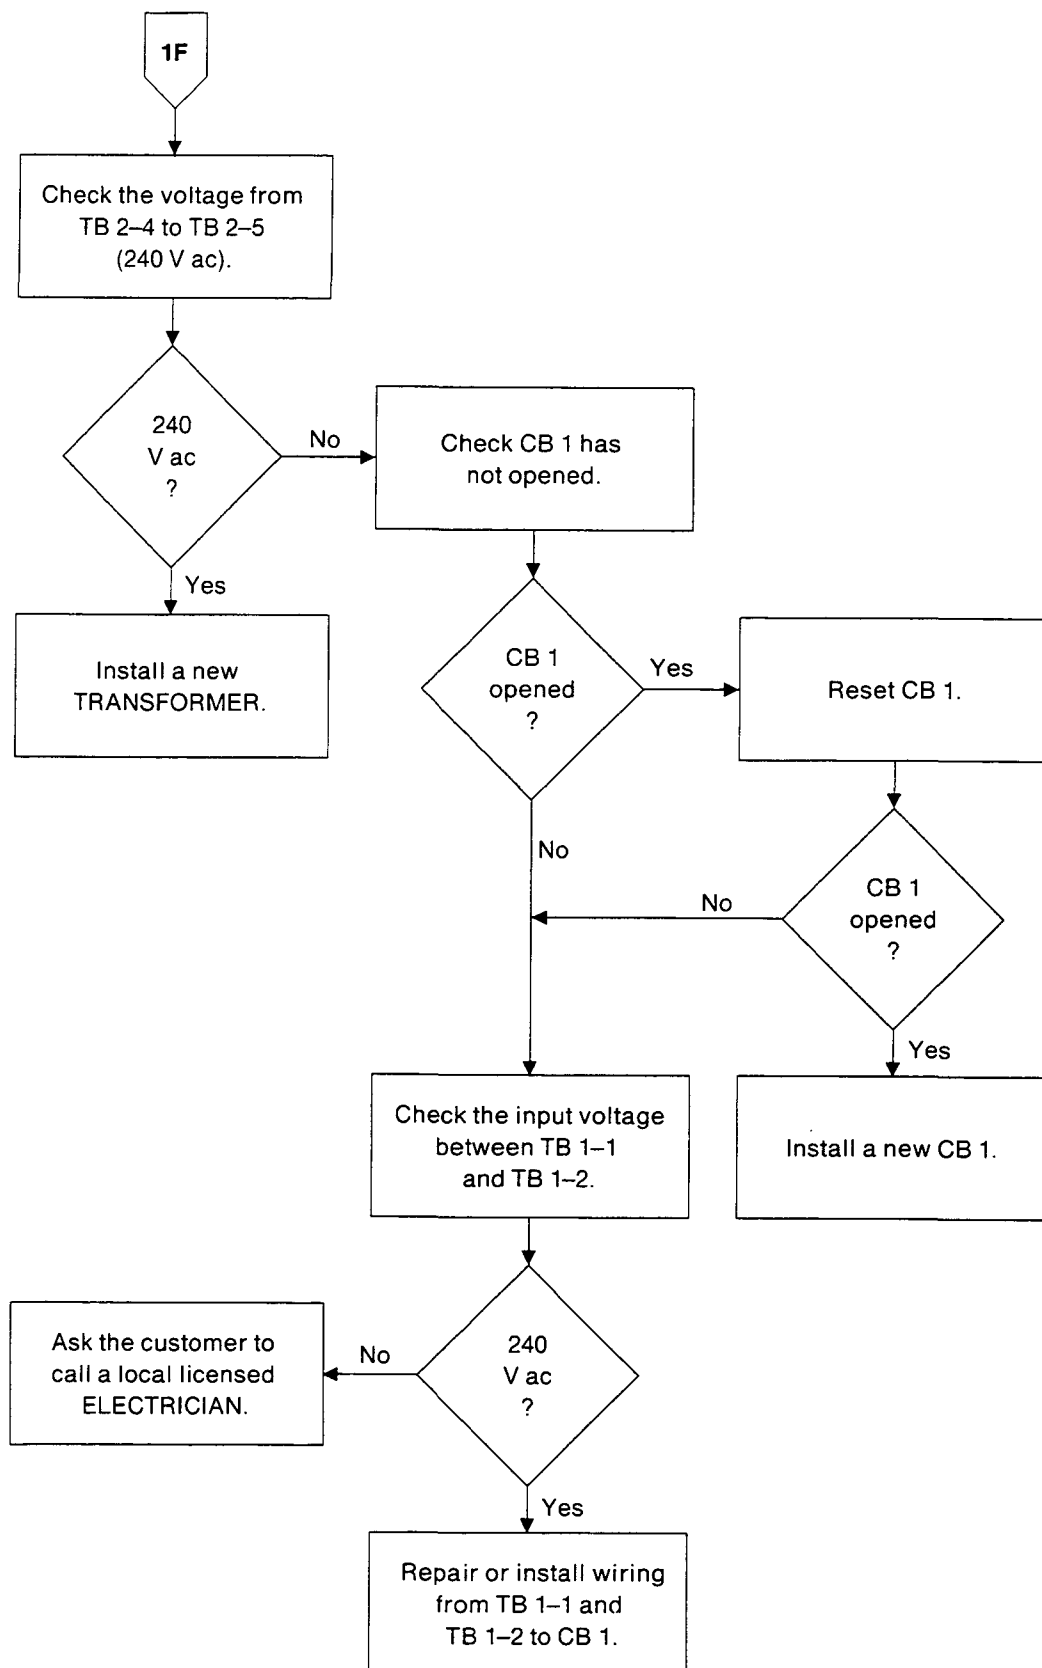 1F
Check the voltage from
TB 2–4 to TB 2–5
(240 V ac).
240
V ac
?
No
Check CB 1 has
not opened.
Yes
Install a new
TRANSFORMER.
CB 1
opened
?
Yes
Reset CB 1.
No
CB 1
opened
?
No
Yes
Install a new CB 1.
Check the input voltage
between TB 1–1
and TB 1–2.
240
V ac
?
No
Ask the customer to
call a local licensed
ELECTRICIAN.
Yes
Repair or install wiring
from TB 1–1 and
TB 1–2 to CB 1.